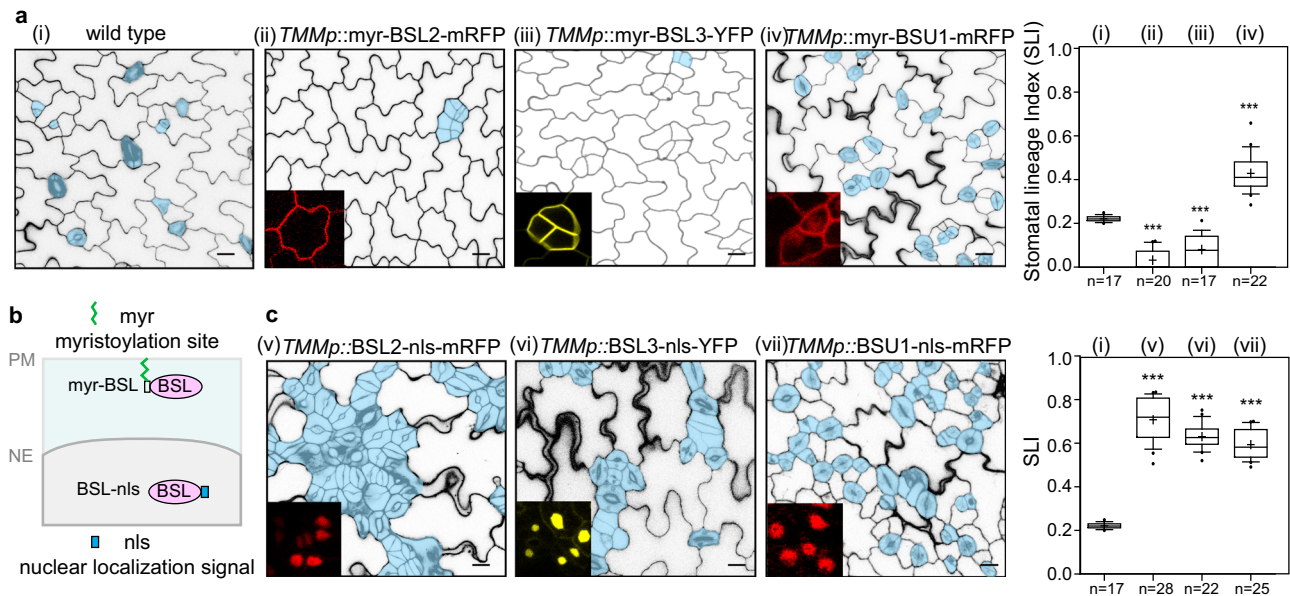 a
(i) wild type
(ii) TMMp::myr-BSL2-mRFP
(iii) TMMp::myr-BSL3-YFP
(iv) TMMp::myr-BSU1-mRFP
Stomatal lineage Index (SLI)
1.0
0.8
0.6
0.4
0.2
0.0
(i) (ii) (iii) (iv)
*** *** ***
n=17 n=20 n=17 n=22
b
myr
myristoylation site
PM
myr-BSL
BSL
NE
BSL-nls
BSL
nls
nuclear localization signal
c
(v) TMMp::BSL2-nls-mRFP
(vi) TMMp::BSL3-nls-YFP
(vii) TMMp::BSU1-nls-mRFP
SLI
1.0
0.8
0.6
0.4
0.2
0.0
(i) (v) (vi) (vii)
*** *** ***
n=17 n=28 n=22 n=25